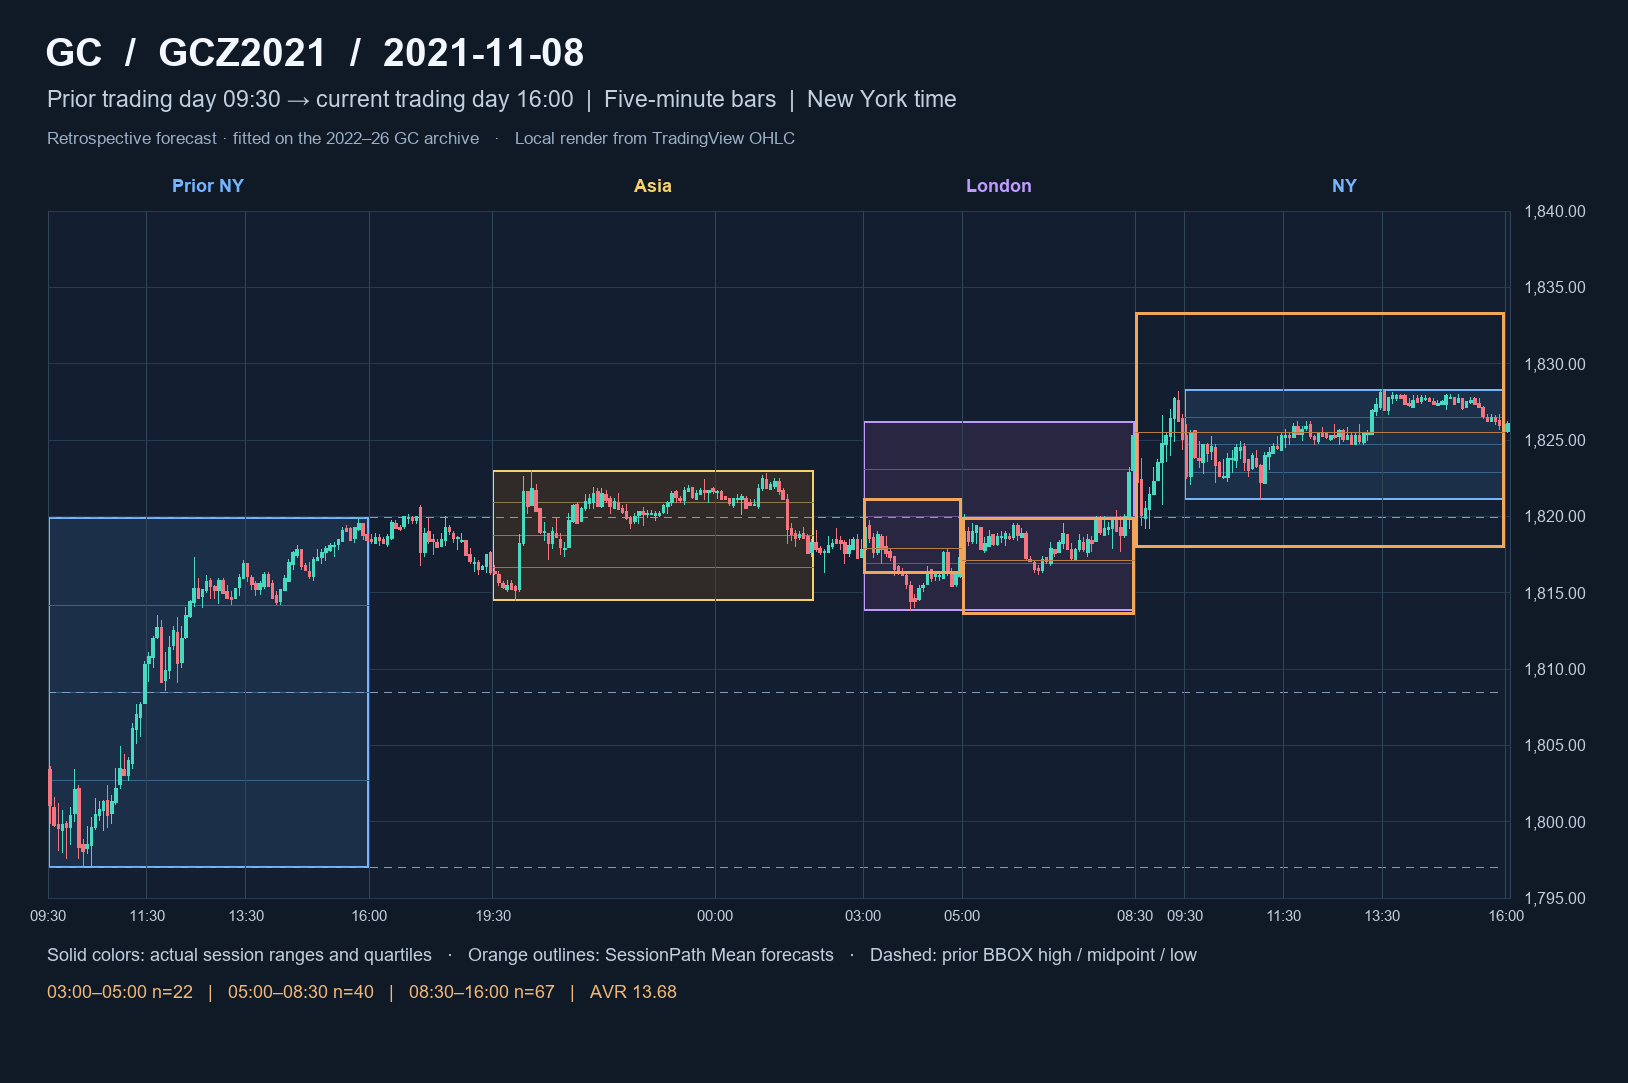 GC / GCZ2021 / 2021-11-08
Prior trading day 09:30 → current trading day 16:00 | Five-minute bars | New York time
Retrospective forecast · fitted on the 2022–26 GC archive · Local render from TradingView OHLC
Prior NY Asia London NY
1,840.00
1,835.00
1,830.00
1,825.00
1,820.00
1,815.00
1,810.00
1,805.00
1,800.00
1,795.00
09:30 11:30 13:30 16:00 19:30 00:00 03:00 05:00 08:30 09:30 11:30 13:30 16:00
Solid colors: actual session ranges and quartiles · Orange outlines: SessionPath Mean forecasts · Dashed: prior BBOX high / midpoint / low
03:00–05:00 n=22 | 05:00–08:30 n=40 | 08:30–16:00 n=67 | AVR 13.68